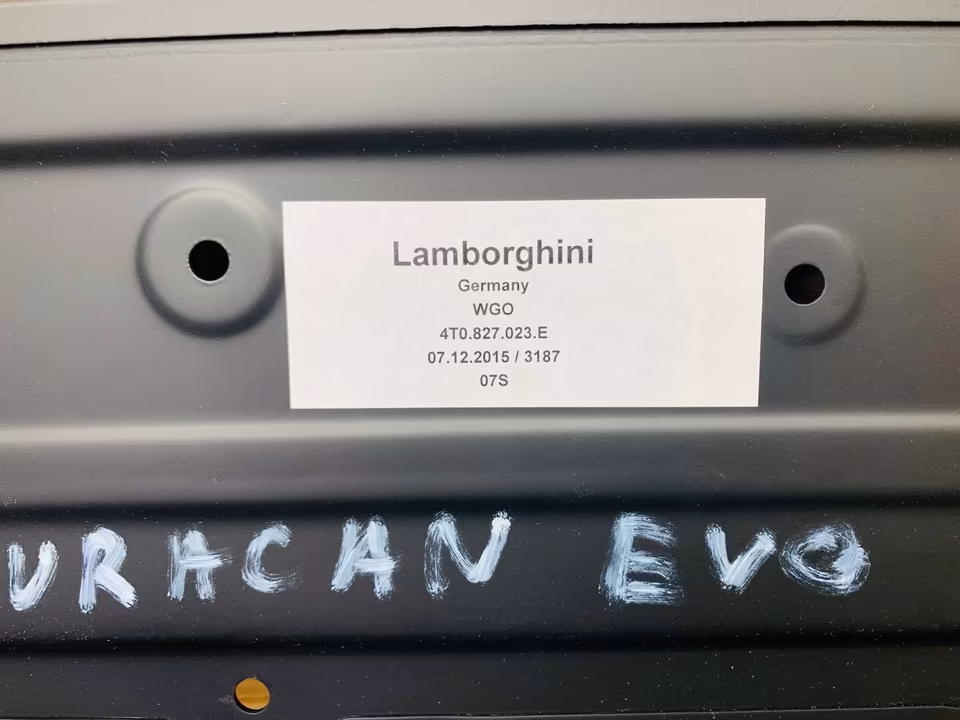 Lamborghini
Germany
WGO
4T0.827.023.E
07.12.2015 / 3187
07S
URACAN EVO